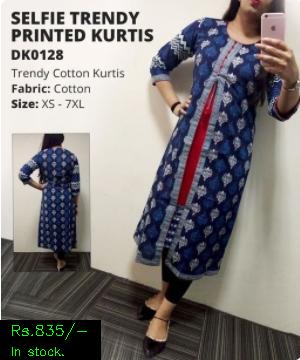 SELFIE TRENDY
PRINTED KURTIS
DK0128
Trendy Cotton Kurtis
Fabric: Cotton
Size: XS - 7XL
Rs.835/-
In stock.